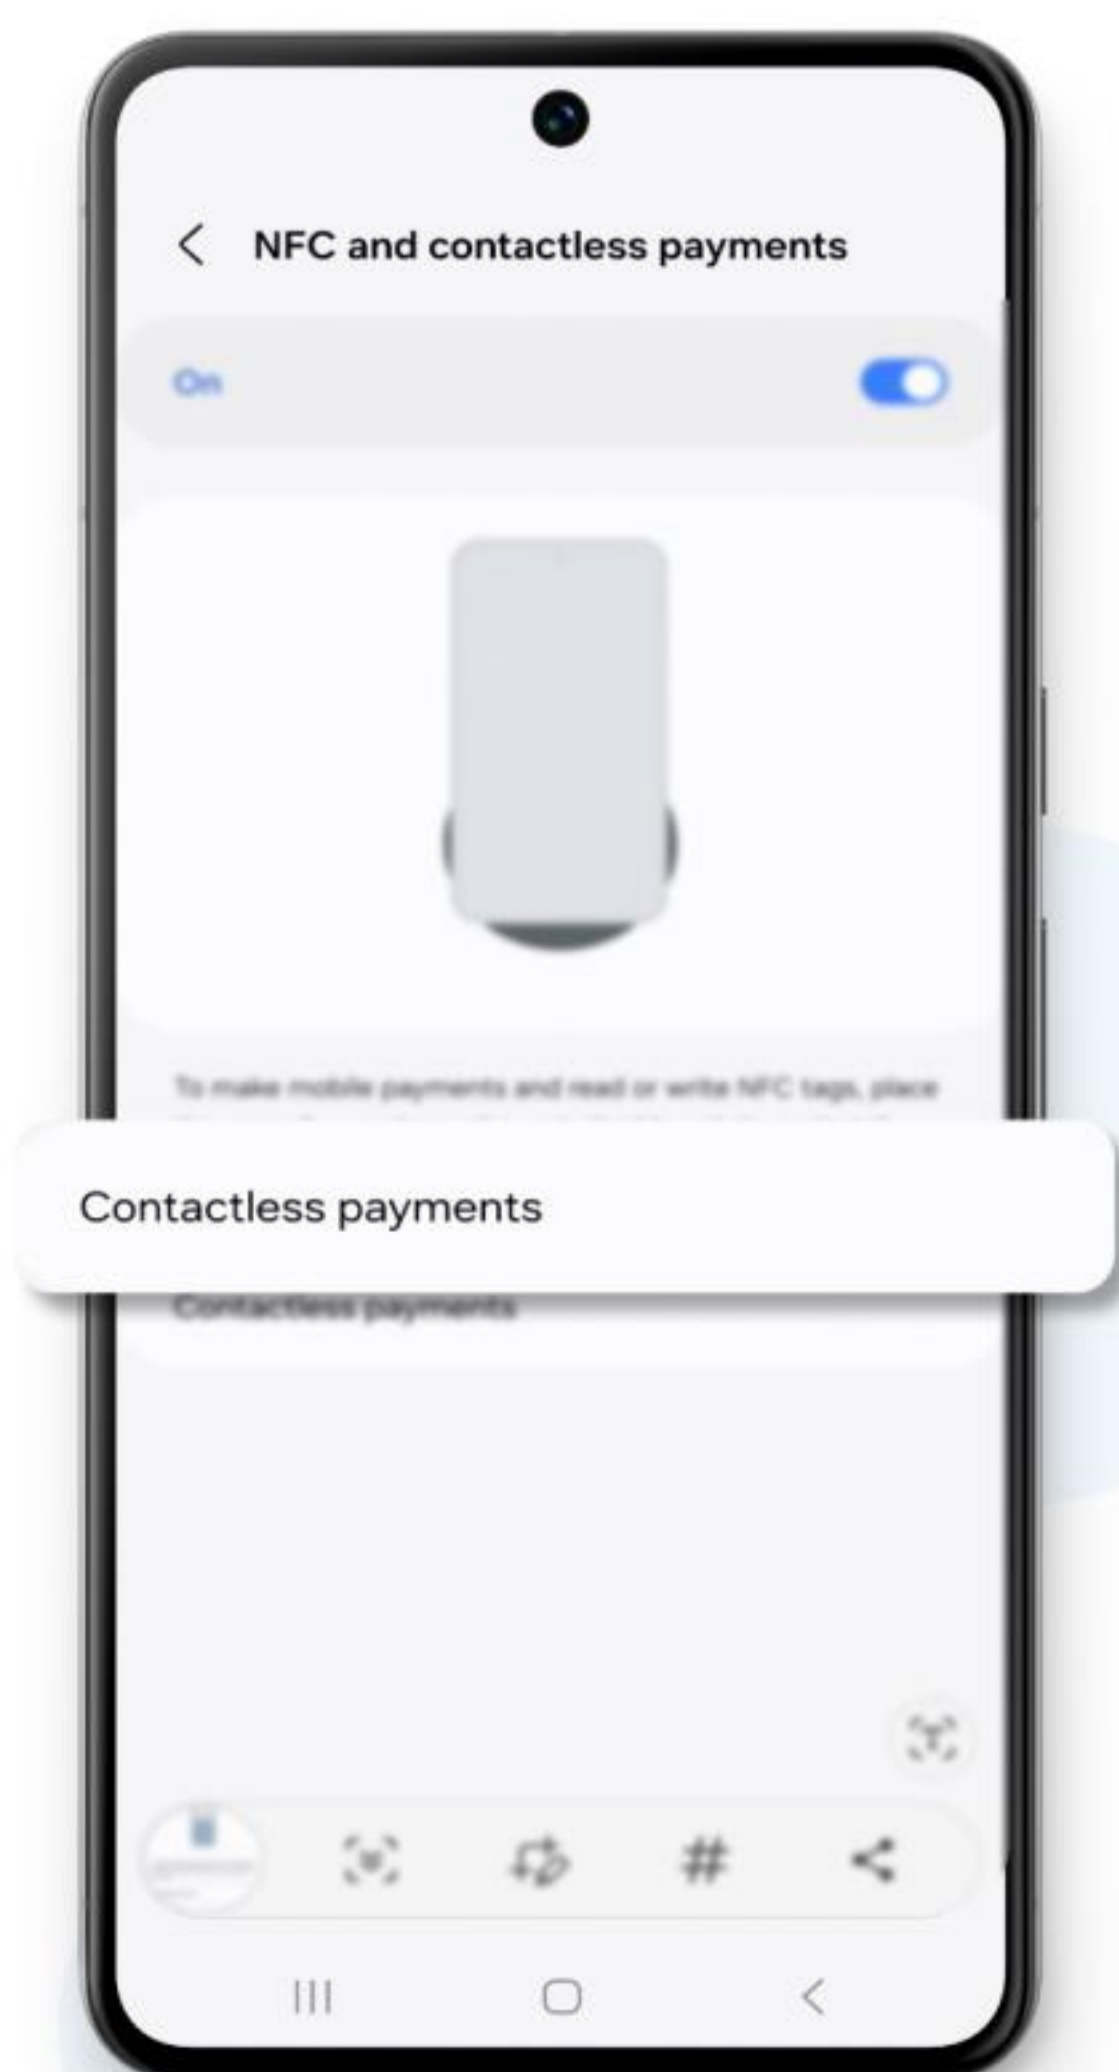 NFC and contactless payments
On
To make mobile payments and read or write NFC tags, place
Contactless payments
Contactless payments